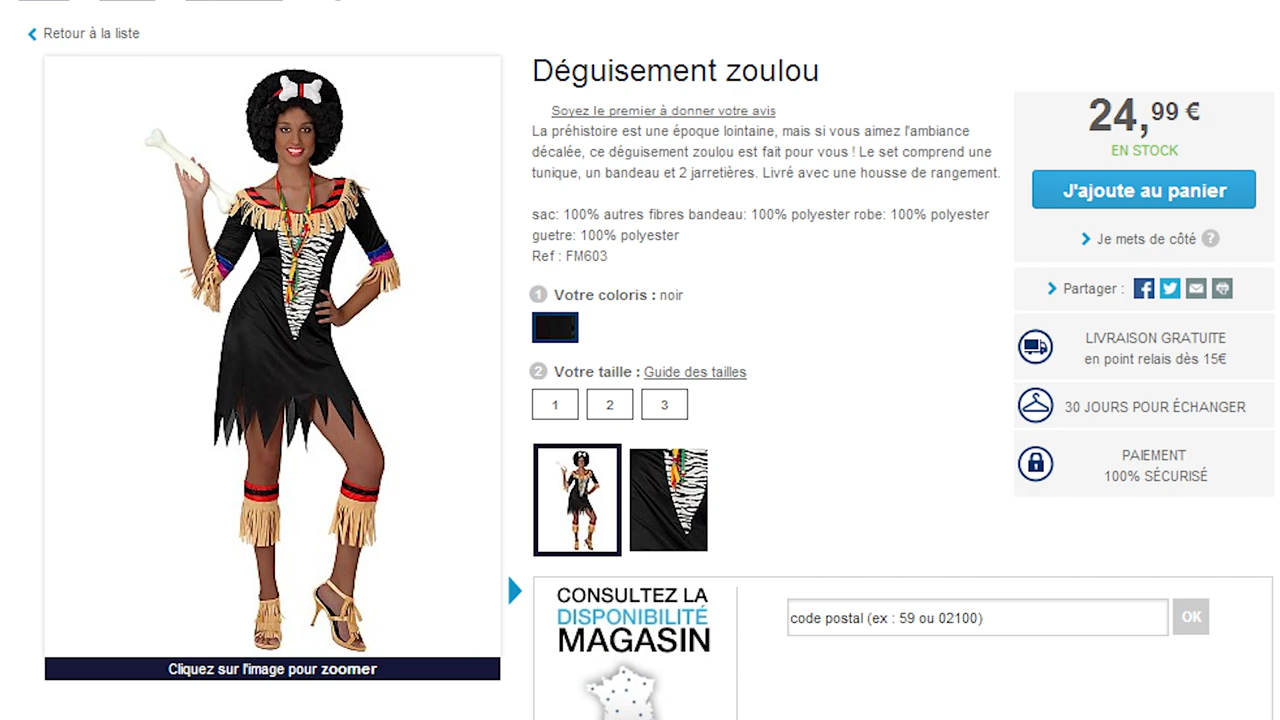 Retour à la liste
Déguisement zoulou
Soyez le premier à donner votre avis
La préhistoire est une époque lointaine, mais si vous aimez l'ambiance
décalée, ce déguisement zoulou est fait pour vous ! Le set comprend une
tunique, un bandeau et 2 jarretières. Livré avec une housse de rangement.
sac: 100% autres fibres bandeau: 100% polyester robe: 100% polyester
guetre: 100% polyester
Ref : FM603
1 Votre coloris : noir
2 Votre taille : Guide des tailles
1 2 3
24,99 €
EN STOCK
J'ajoute au panier
Je mets de côté ?
Partager :
LIVRAISON GRATUITE
en point relais dès 15€
30 JOURS POUR ÉCHANGER
PAIEMENT
100% SÉCURISÉ
Cliquez sur l'image pour zoomer
CONSULTEZ LA
DISPONIBILITÉ
MAGASIN
code postal (ex : 59 ou 02100)
OK